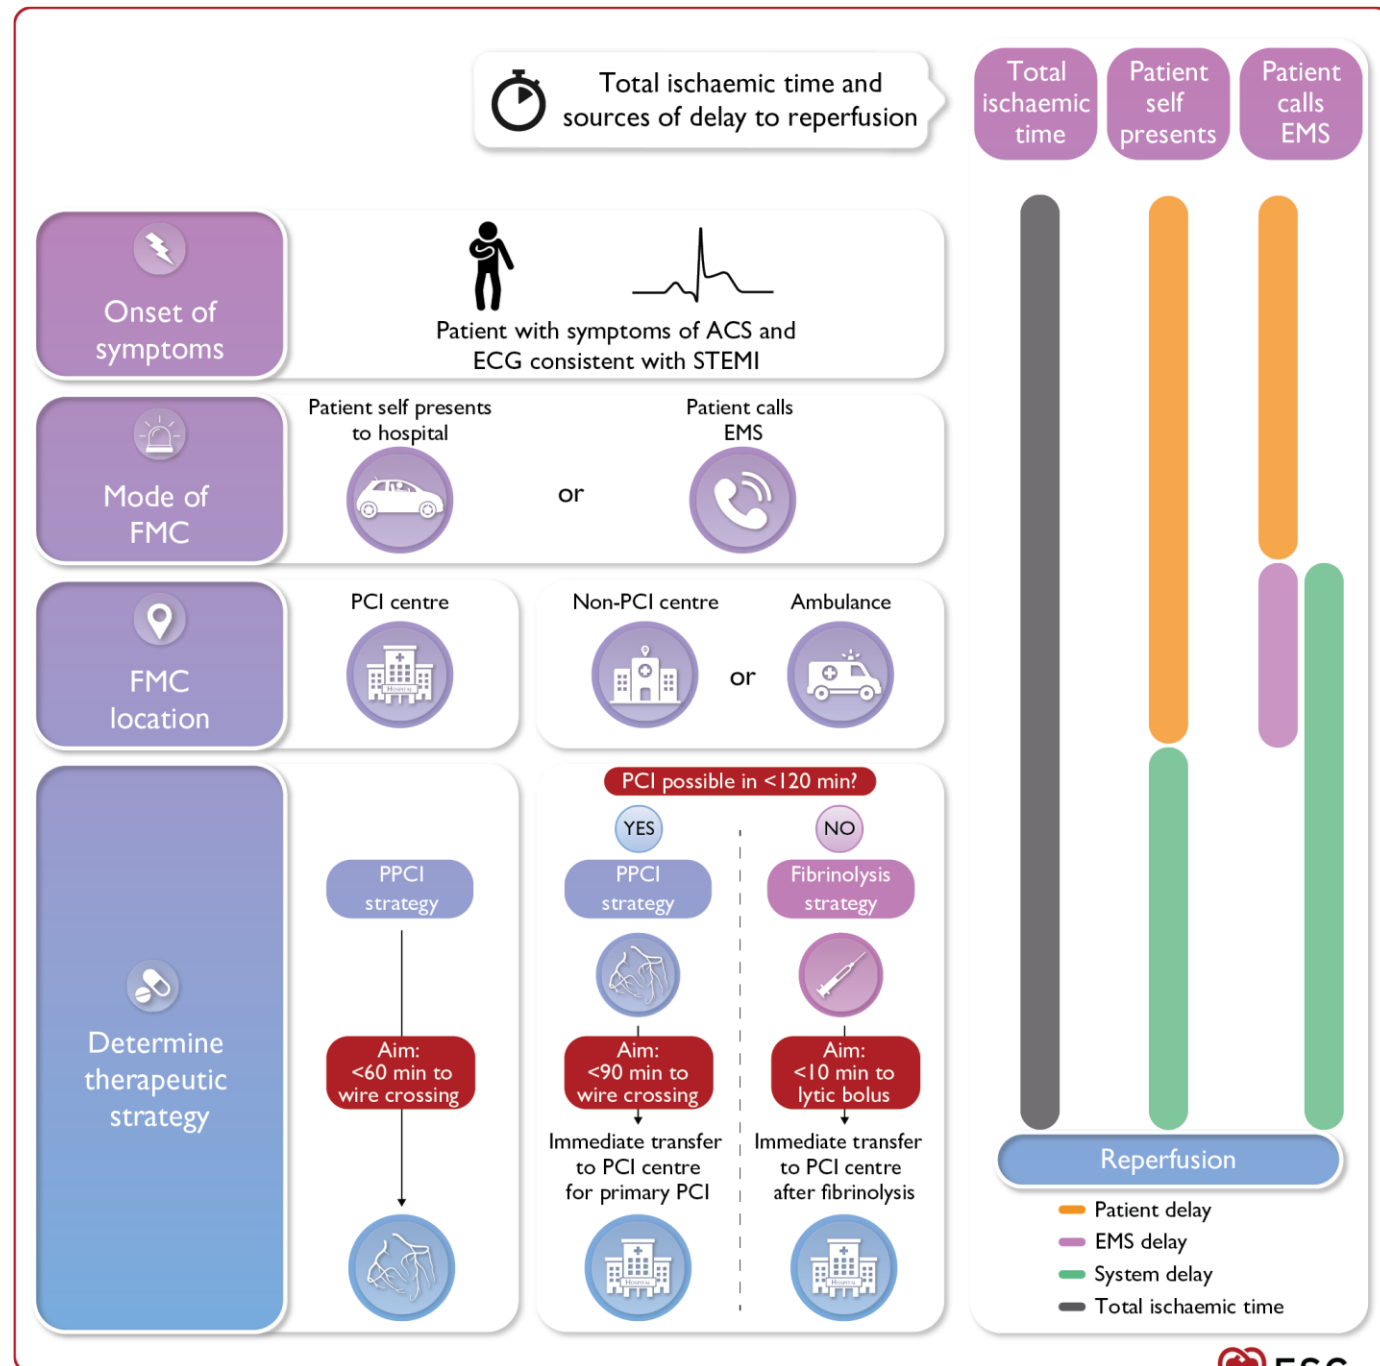 Total ischaemic time and
sources of delay to reperfusion
Total
ischaemic
time
Patient
self
presents
Patient
calls
EMS
Onset of
symptoms
Patient with symptoms of ACS and
ECG consistent with STEMI
Mode of
FMC
Patient self presents
to hospital
or
Patient calls
EMS
FMC
location
PCI centre
HOSPITAL
Non-PCI centre
or
Ambulance
Determine
therapeutic
strategy
PPCI
strategy
Aim:
<60 min to
wire crossing
PCI possible in <120 min?
YES
PPCI
strategy
Aim:
<90 min to
wire crossing
Immediate transfer
to PCI centre
for primary PCI
HOSPITAL
NO
Fibrinolysis
strategy
Aim:
<10 min to
lytic bolus
Immediate transfer
to PCI centre
after fibrinolysis
HOSPITAL
Reperfusion
Patient delay
EMS delay
System delay
Total ischaemic time